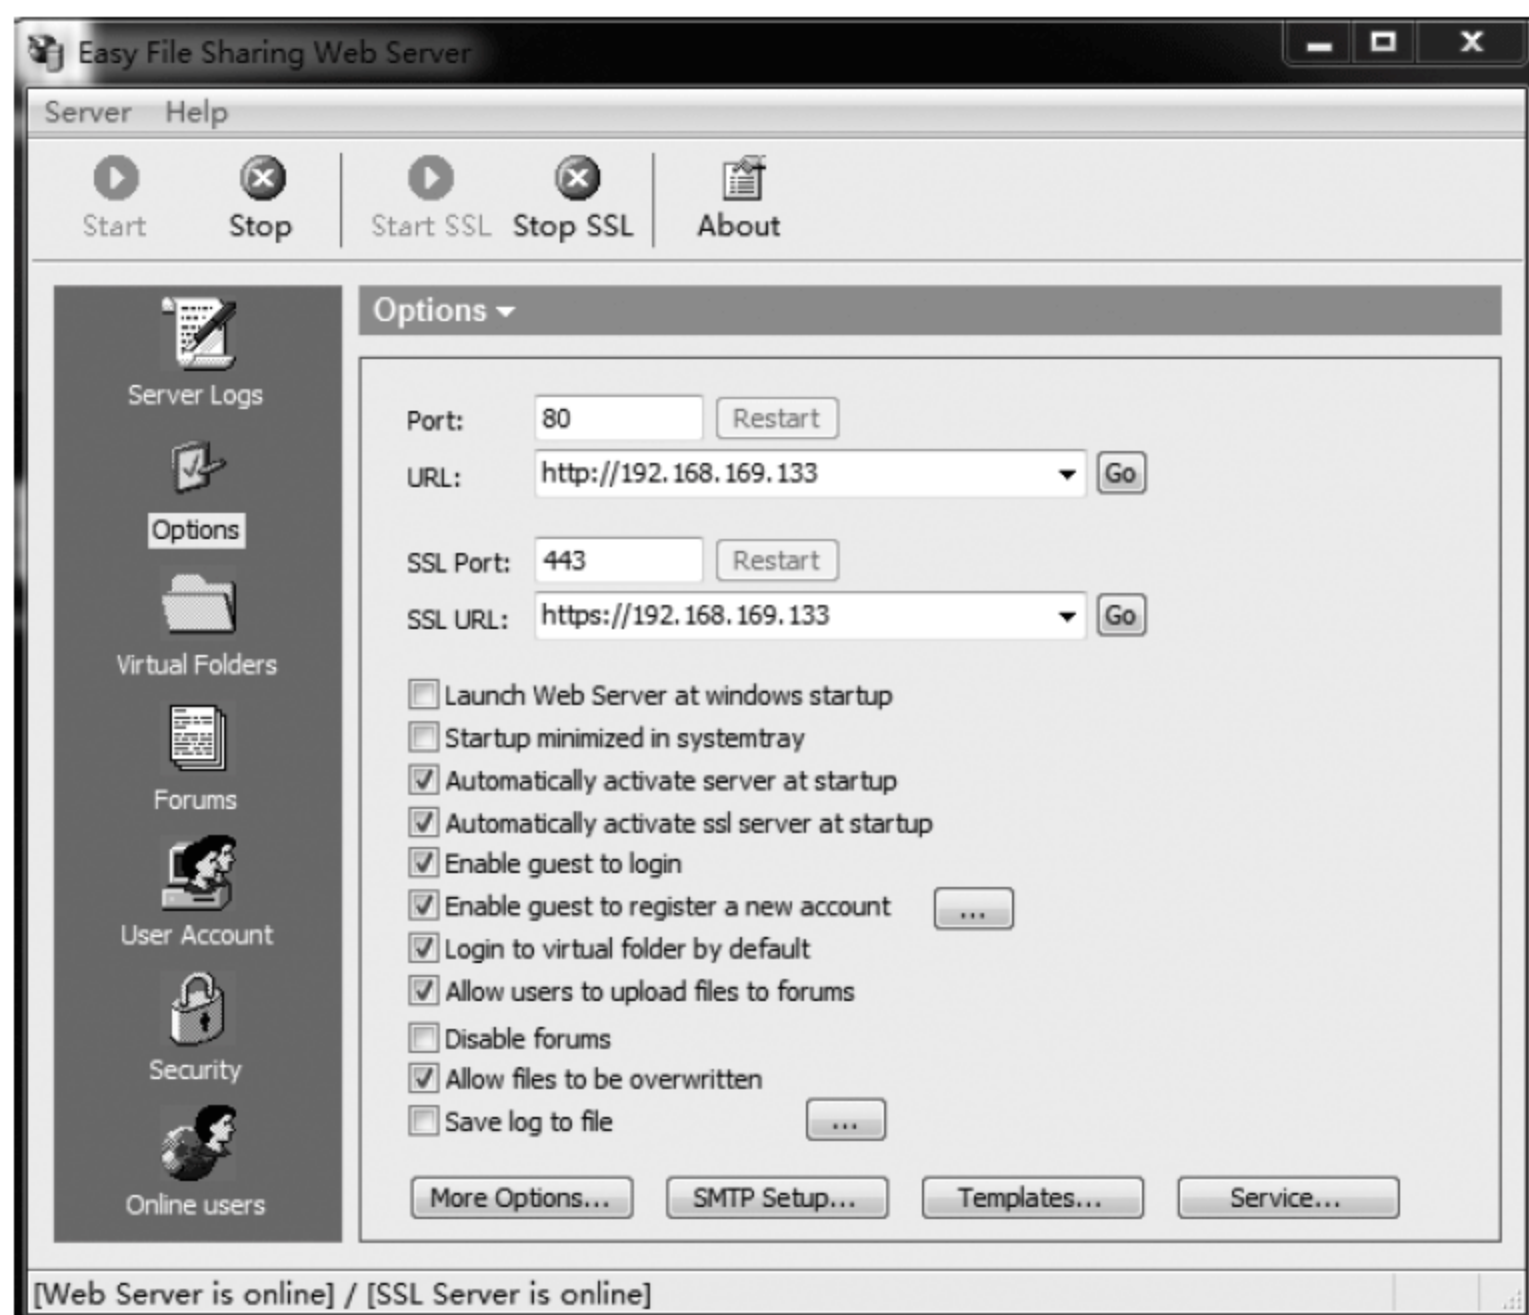 Easy File Sharing Web Server
Server Help
Start Stop Start SSL Stop SSL About
Server Logs
Options
Virtual Folders
Forums
User Account
Security
Online users
Options
Port: 80 Restart
URL: http://192.168.169.133 Go
SSL Port: 443 Restart
SSL URL: https://192.168.169.133 Go
Launch Web Server at windows startup
Startup minimized in systemtray
Automatically activate server at startup
Automatically activate ssl server at startup
Enable guest to login
Enable guest to register a new account ...
Login to virtual folder by default
Allow users to upload files to forums
Disable forums
Allow files to be overwritten
Save log to file ...
More Options... SMTP Setup... Templates... Service...
[Web Server is online] / [SSL Server is online]